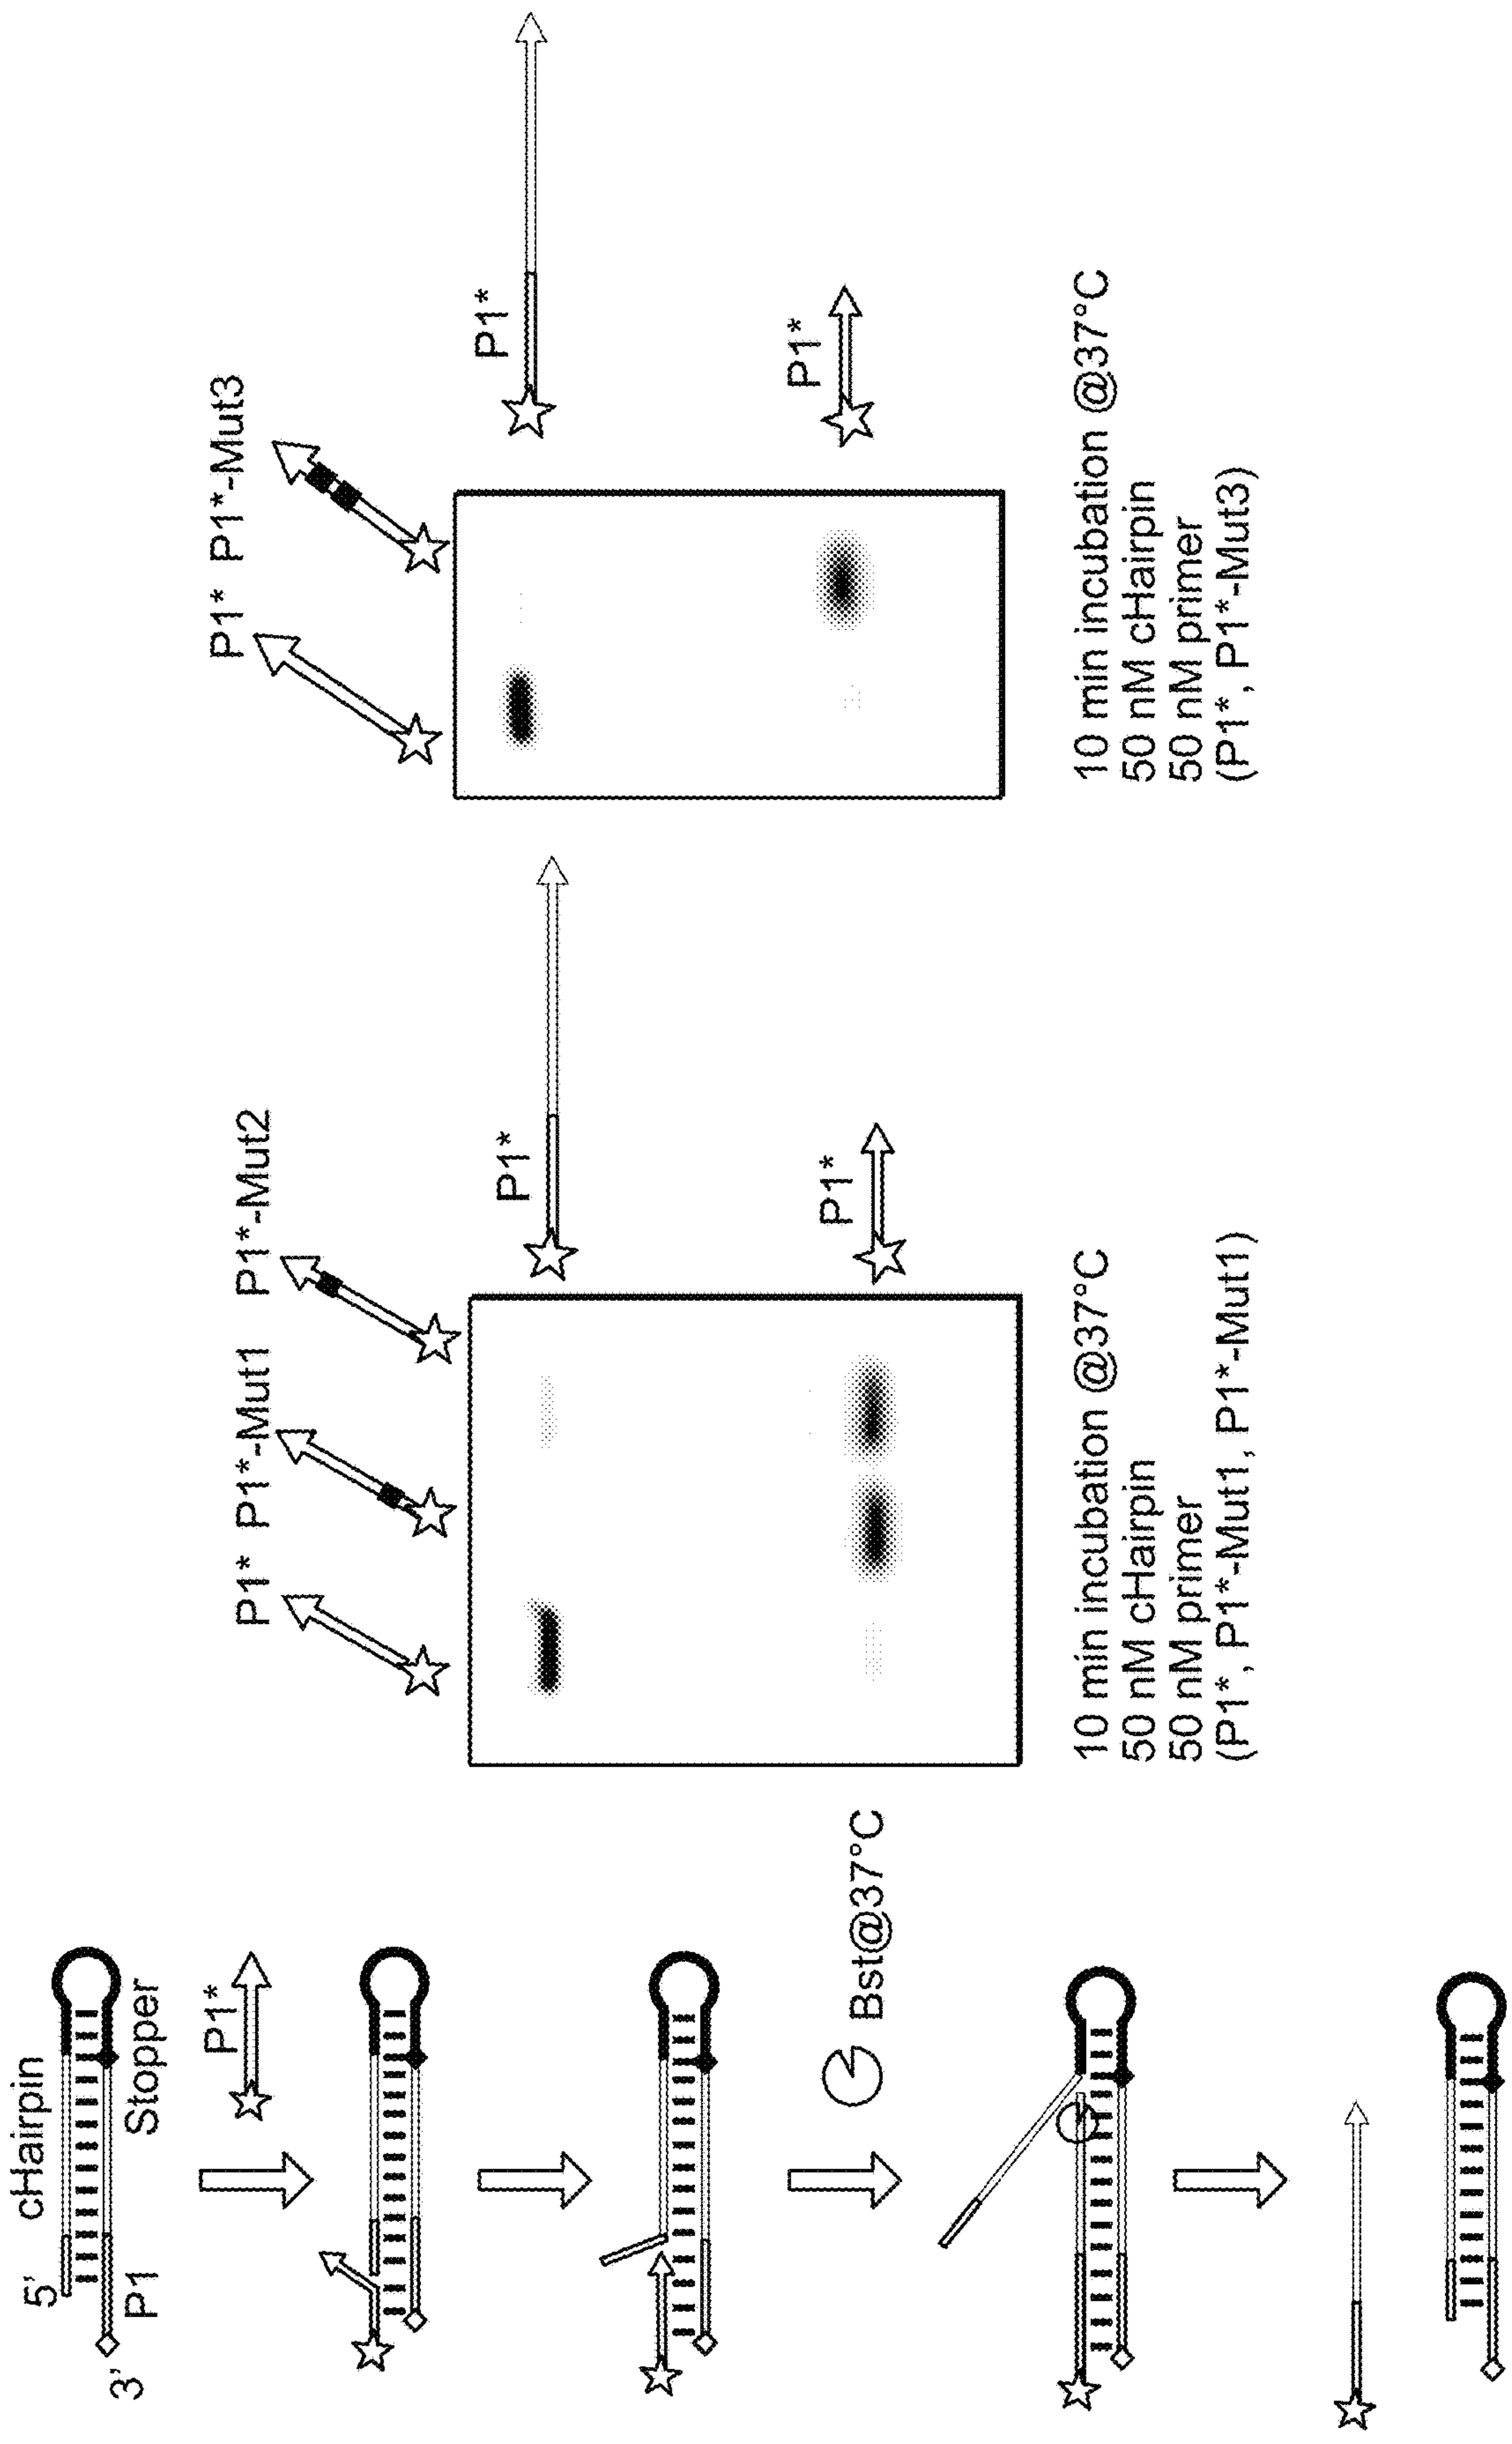 5' cHairpin
P1
3'
Stopper
P1*
Bst@37°C
P1* P1*-Mut1 P1*-Mut2
P1*
P1*
10 min incubation @37°C
50 nM cHairpin
50 nM primer
(P1*, P1*-Mut1, P1*-Mut1)
P1* P1*-Mut3
P1*
P1*
10 min incubation @37°C
50 nM cHairpin
50 nM primer
(P1*, P1*-Mut3)